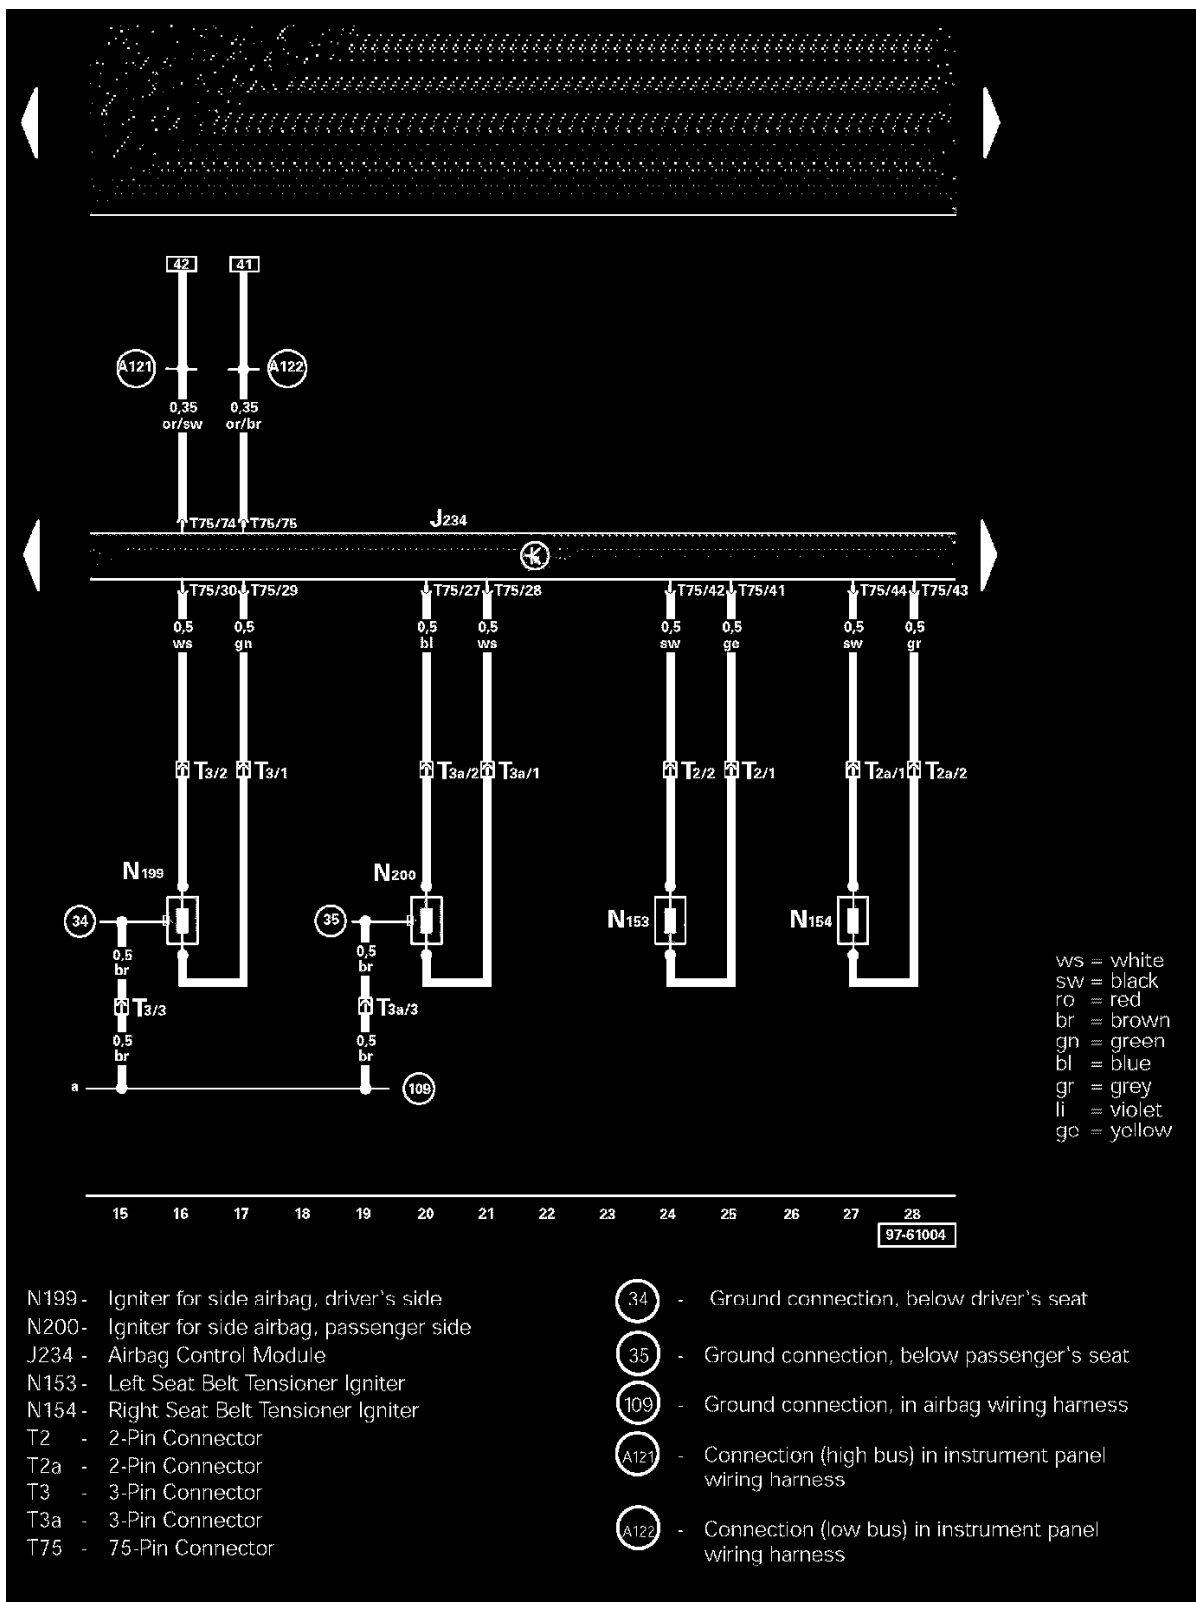 42 41
A121 A122
0,35 0,35
or/sw or/br
T75/74 T75/75 J234
K
T75/30 T75/29 T75/27 T75/28 T75/42 T75/41 T75/44 T75/43
0,5 0,5 0,5 0,5 0,5 0,5 0,5 0,5
ws gn bl ws sw ge sw gr
T3/2 T3/1 T3a/2 T3a/1 T2/2 T2/1 T2a/1 T2a/2
N199 N200
34 35 N153 N154
0,5 0,5
br br
T3/3 T3a/3
0,5 0,5
br br
a 109
ws = white
sw = black
ro = red
br = brown
gn = green
bl = blue
gr = grey
li = violet
ge = yellow
15 16 17 18 19 20 21 22 23 24 25 26 27 28
97-61004
N199 - Igniter for side airbag, driver's side
N200 - Igniter for side airbag, passenger side
J234 - Airbag Control Module
N153 - Left Seat Belt Tensioner Igniter
N154 - Right Seat Belt Tensioner Igniter
T2 - 2-Pin Connector
T2a - 2-Pin Connector
T3 - 3-Pin Connector
T3a - 3-Pin Connector
T75 - 75-Pin Connector
34 - Ground connection, below driver's seat
35 - Ground connection, below passenger's seat
109 - Ground connection, in airbag wiring harness
A121 - Connection (high bus) in instrument panel
wiring harness
A122 - Connection (low bus) in instrument panel
wiring harness